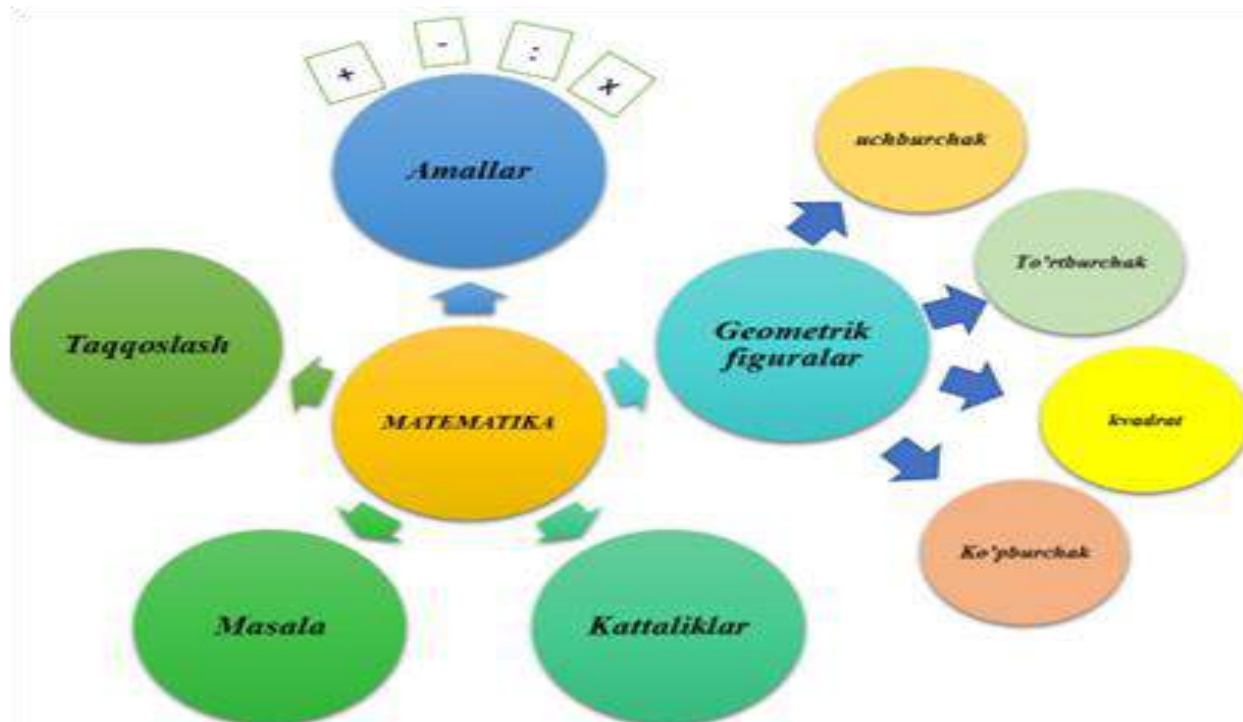 +
-
:
x
Amallar
uchburchak
To'rtburchak
Taqqoslash
Geometrik
figuralar
MATEMATIKA
kvadrat
Ko'pburchak
Masala
Kattaliklar